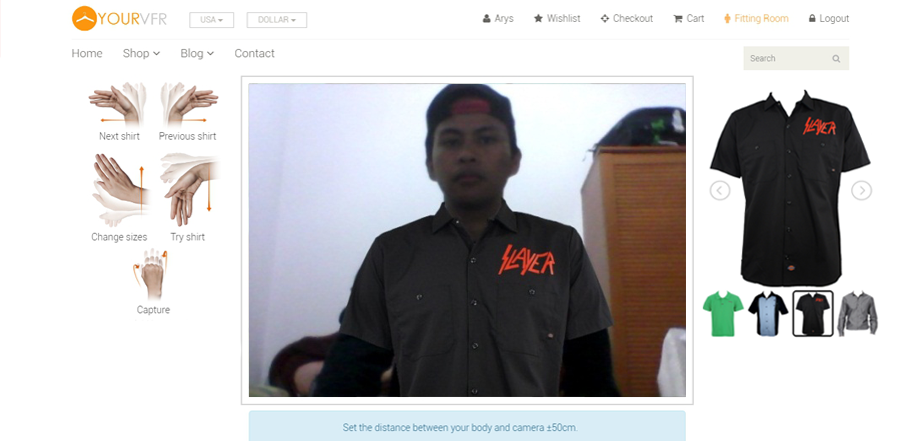 YOURVFR USA DOLLAR Arys Wishlist Checkout Cart Fitting Room Logout
Home Shop Blog Contact Search
Next shirt Previous shirt
SLAYER
SLAYER
Change sizes Try shirt
Capture
Set the distance between your body and camera ±50cm.